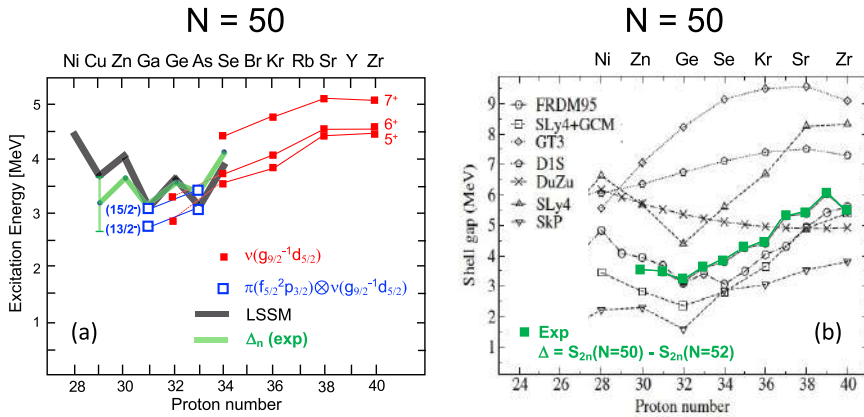 N = 50
Ni Cu Zn Ga Ge As Se Br Kr Rb Sr Y Zr
Excitation Energy [MeV]
5
4
3
2
1
7⁺
6⁺
5⁺
(15/2⁻)
(13/2⁻)
ν(g₉/₂⁻¹d₅/₂)
π(f₅/₂²p₃/₂)⊗ν(g₉/₂⁻¹d₅/₂)
LSSM
Δₙ (exp)
(a)
28 30 32 34 36 38 40
Proton number
N = 50
Ni Zn Ge Se Kr Sr Zr
Shell gap (MeV)
9
8
7
6
5
4
3
2
1
FRDM95
SLy4+GCM
GT3
D1S
DuZu
SLy4
SkP
(b)
Exp
Δ = S₂ₙ(N=50) - S₂ₙ(N=52)
24 26 28 30 32 34 36 38 40
Proton number